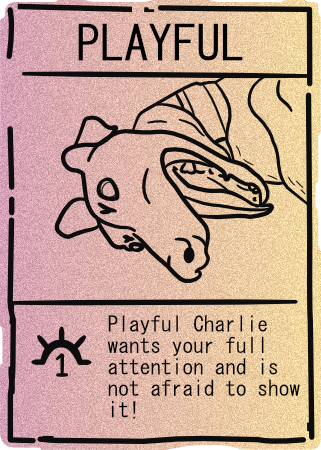 PLAYFUL
Playful Charlie
wants your full
attention and is
not afraid to show
it!
1